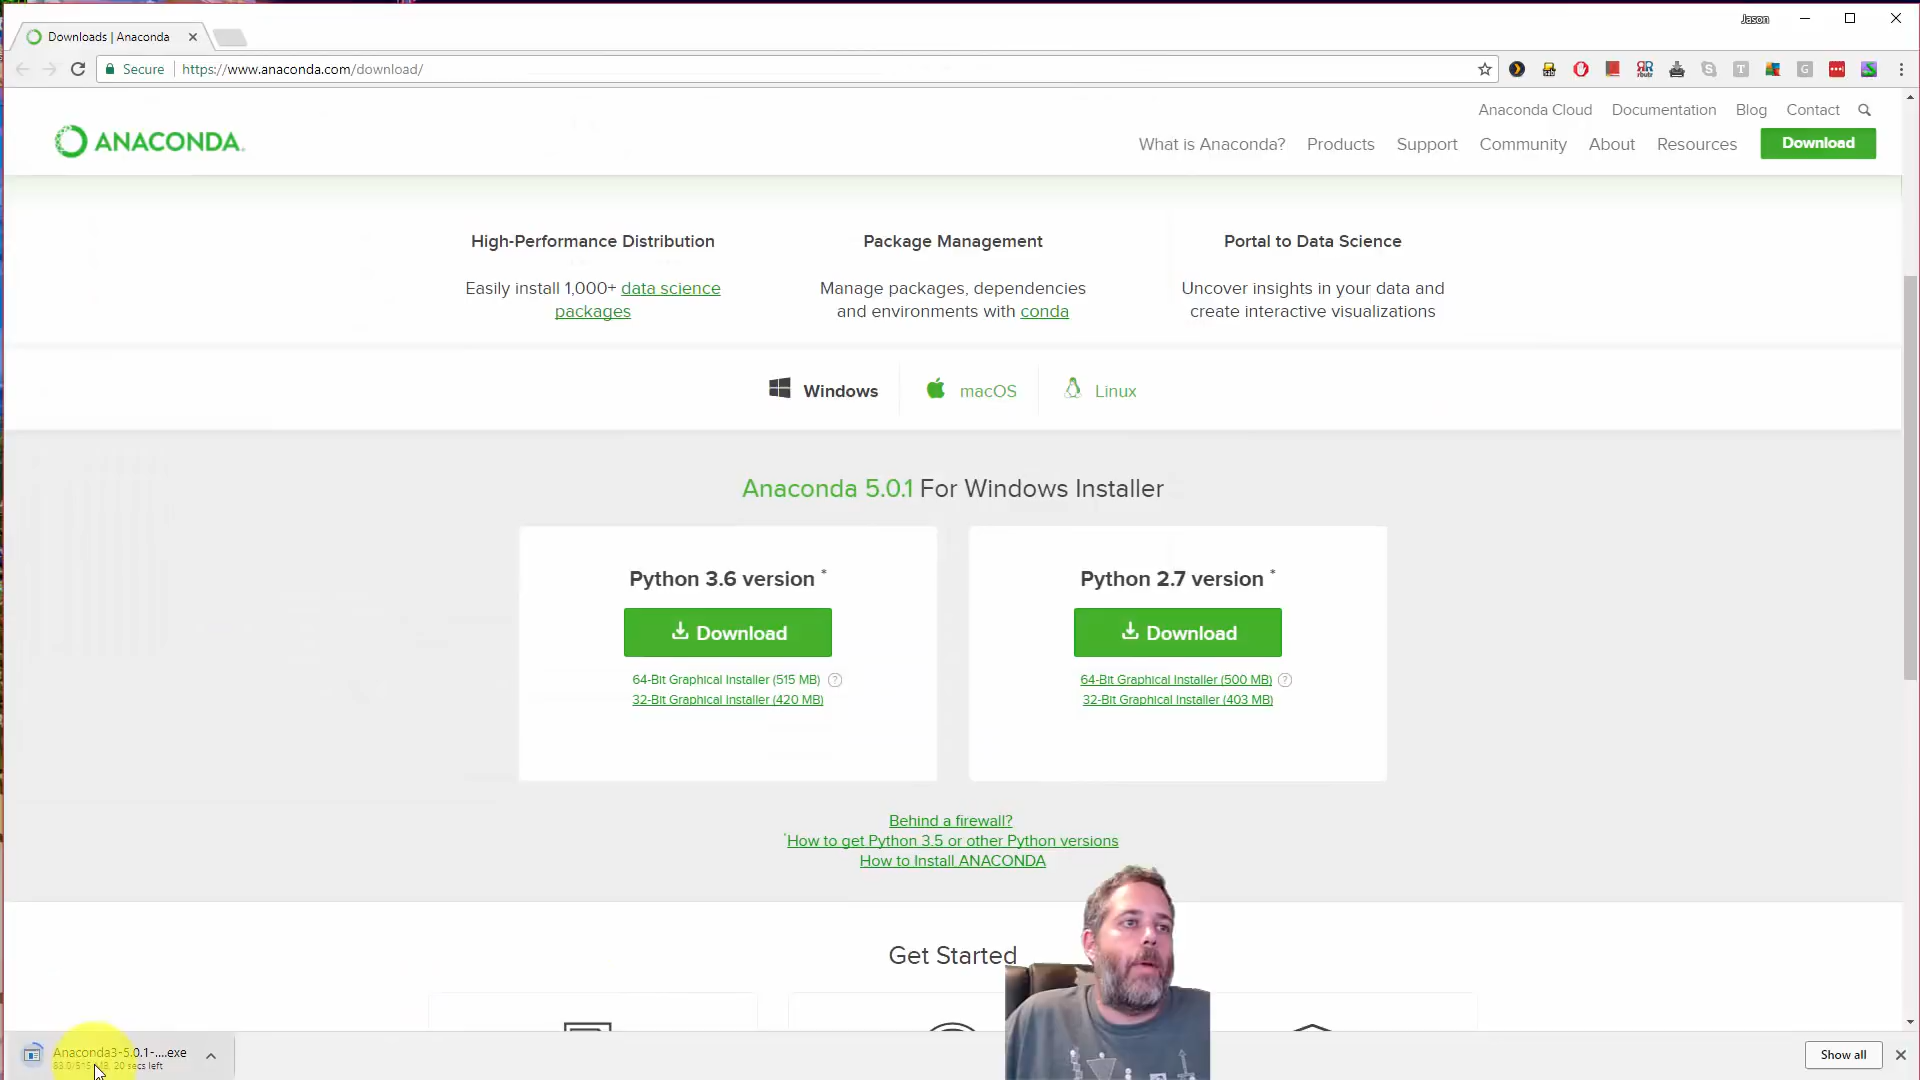 Jason
Downloads | Anaconda
Secure
https://www.anaconda.com/download/
Anaconda Cloud
Documentation
Blog
Contact
ANACONDA.
What is Anaconda?
Products
Support
Community
About
Resources
Download
High-Performance Distribution
Easily install 1,000+ data science
packages
Package Management
Manage packages, dependencies
and environments with conda
Portal to Data Science
Uncover insights in your data and
create interactive visualizations
Windows
macOS
Linux
Anaconda 5.0.1 For Windows Installer
Python 3.6 version *
Download
64-Bit Graphical Installer (515 MB) ?
32-Bit Graphical Installer (420 MB)
Python 2.7 version *
Download
64-Bit Graphical Installer (500 MB) ?
32-Bit Graphical Installer (403 MB)
Behind a firewall?
*How to get Python 3.5 or other Python versions
How to Install ANACONDA
Get Started
Anaconda3-5.0.1-....exe
20 secs left
Show all